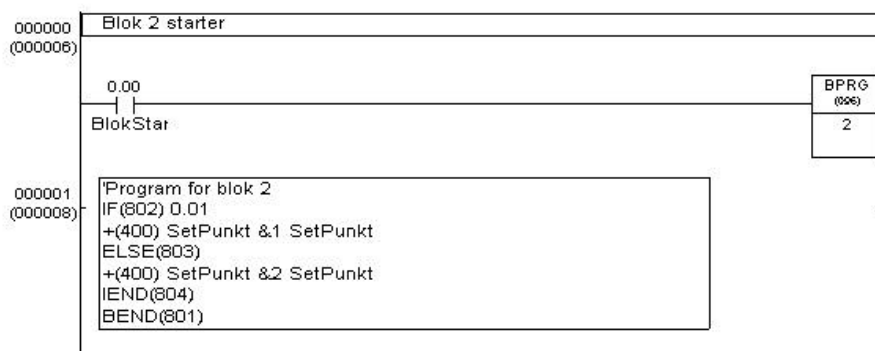 000000
(000006)
Blok 2 starter
0.00
BlokStar
BPRG
(096)
2
000001
(000008)
'Program for blok 2
IF(802) 0.01
+(400) SetPunkt &1 SetPunkt
ELSE(803)
+(400) SetPunkt &2 SetPunkt
IEND(804)
BEND(801)